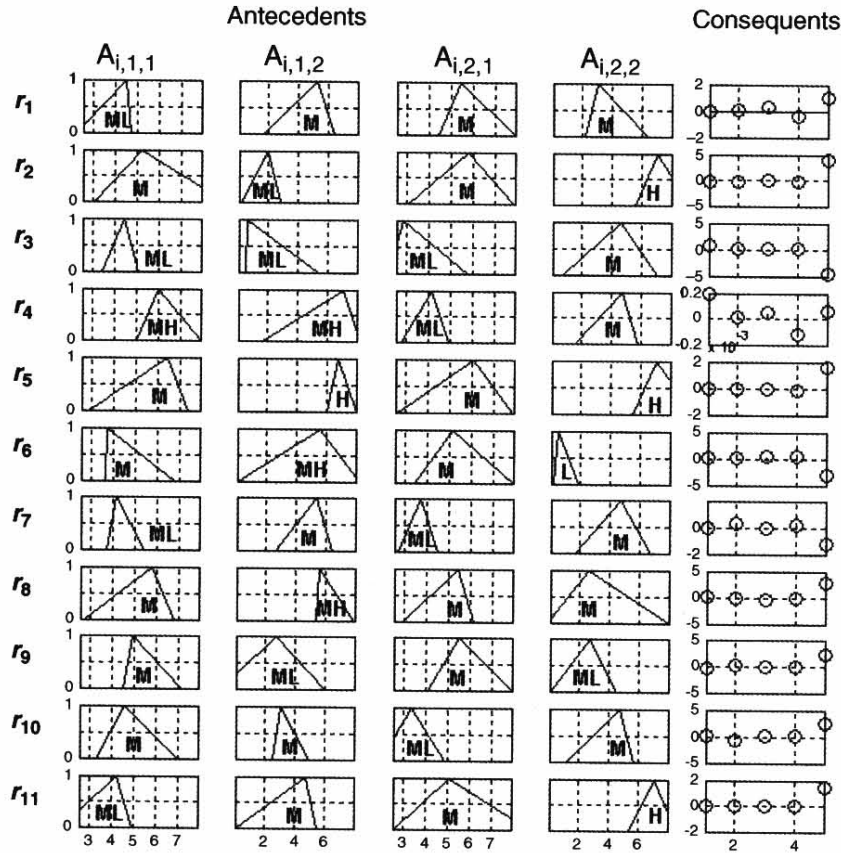 Antecedents Consequents
A_{i,1,1} A_{i,1,2} A_{i,2,1} A_{i,2,2}
1 2
r1 ML M M M 0
0 -2
1 5
r2 M ML M H 0
0 -5
1 5
r3 ML ML ML M 0
0 -5
1 0.2
r4 MH MH ML M 0
0 -0.2 x 10^-3
1 2
r5 M H M H 0
0 -2
1 5
r6 M MH M L 0
0 -5
1 2
r7 ML M ML M 0
0 -2
1 5
r8 M MH M M 0
0 -5
1 5
r9 M ML M ML 0
0 -5
1 5
r10 M M ML M 0
0 -5
1 2
r11 ML M M H 0
0 -2
3 4 5 6 7 2 4 6 3 4 5 6 7 2 4 6 2 4